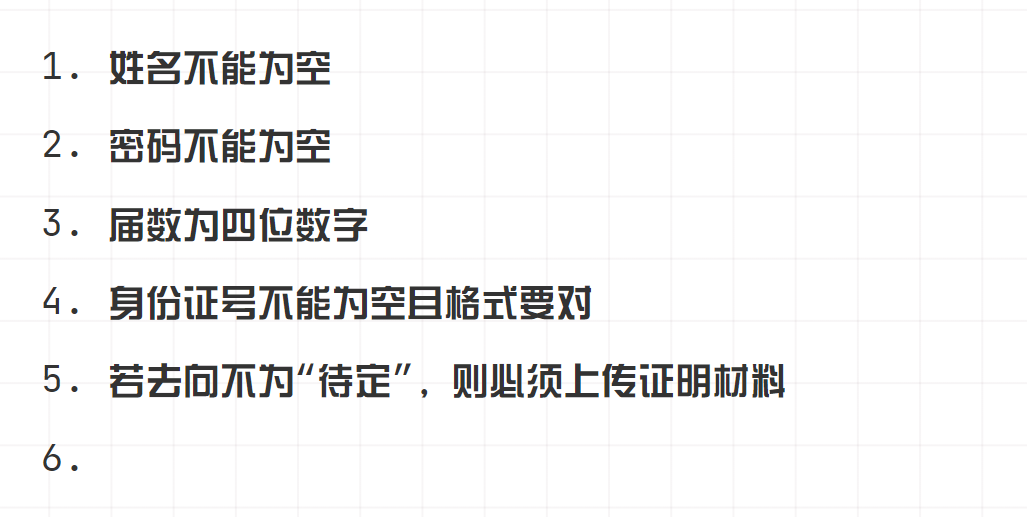 1. 姓名不能为空
2. 密码不能为空
3. 届数为四位数字
4. 身份证号不能为空且格式要对
5. 若去向不为“待定”，则必须上传证明材料
6.